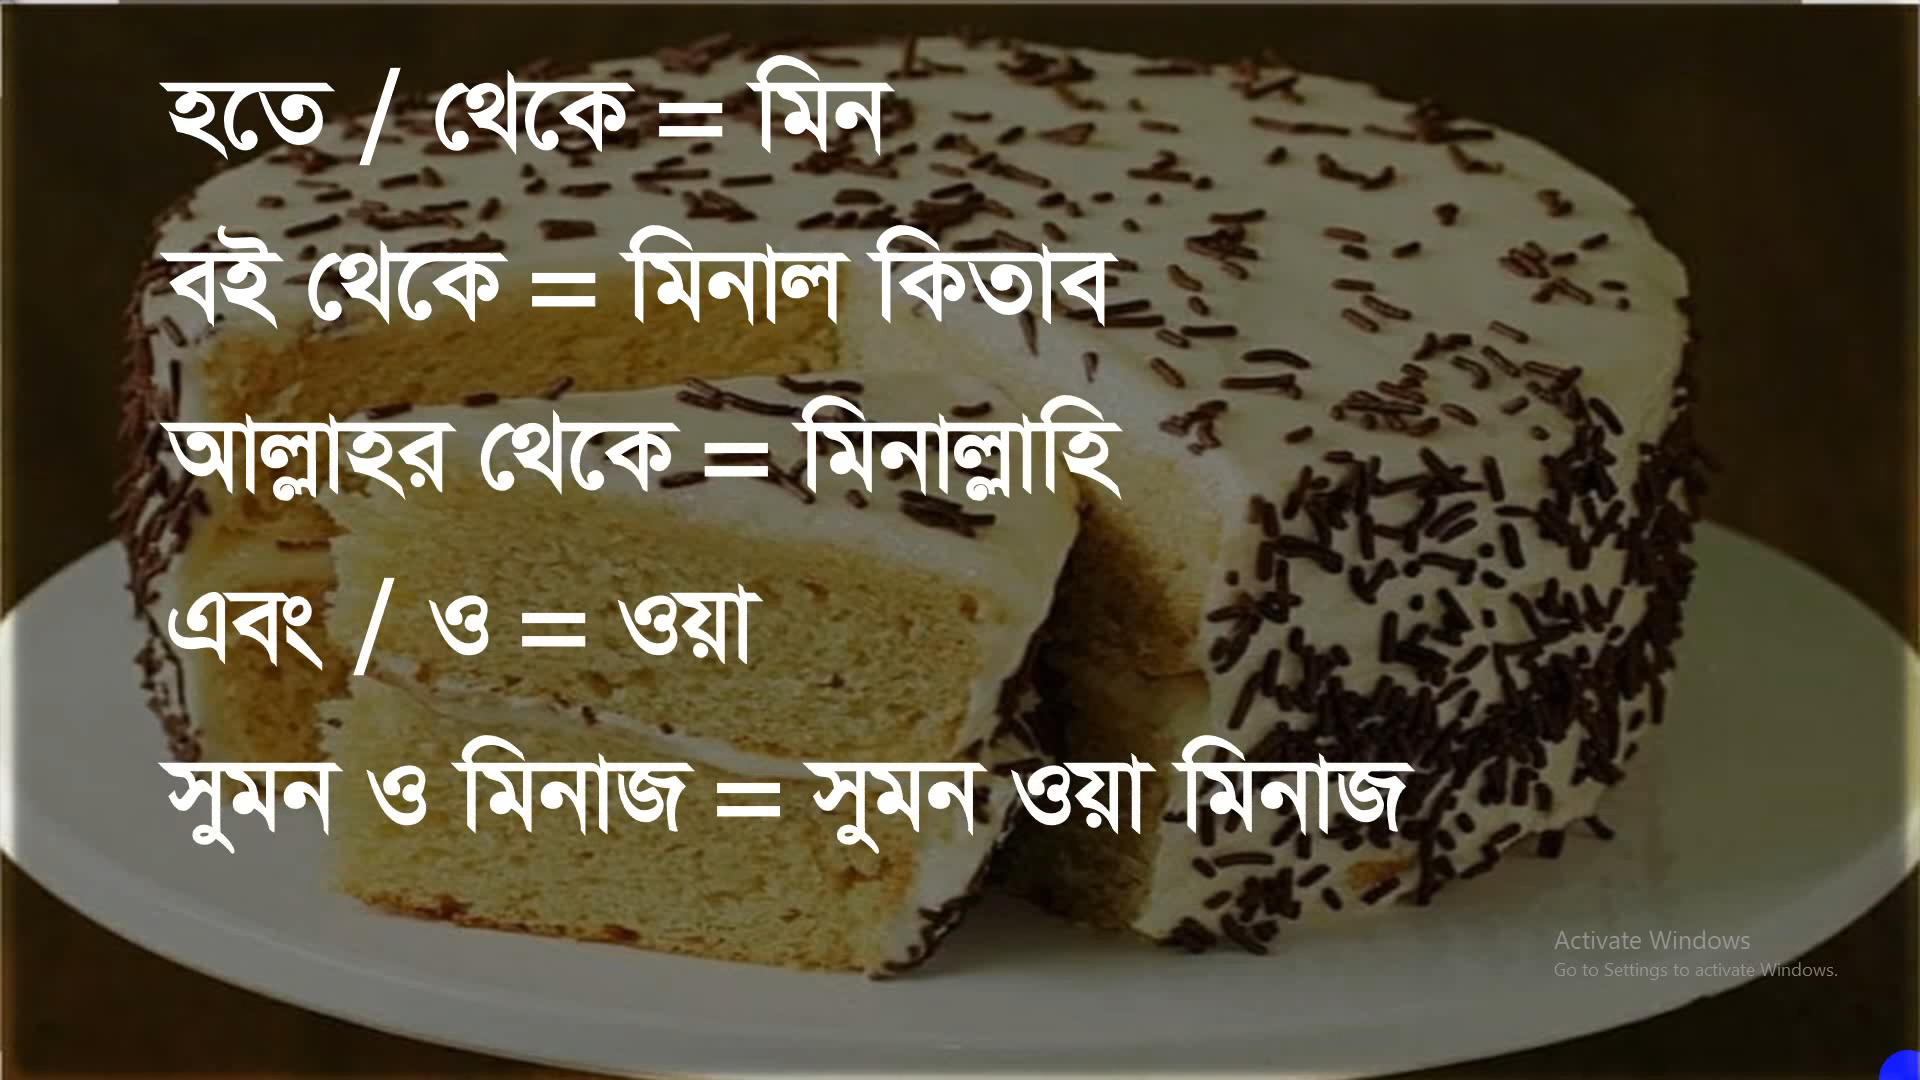 হতে / থেকে = মিন
বই থেকে = মিনাল কিতাব
আল্লাহর থেকে = মিনাল্লাহি
এবং / ও = ওয়া
সুমন ও মিনাজ = সুমন ওয়া মিনাজ
Activate Windows
Go to Settings to activate Windows.